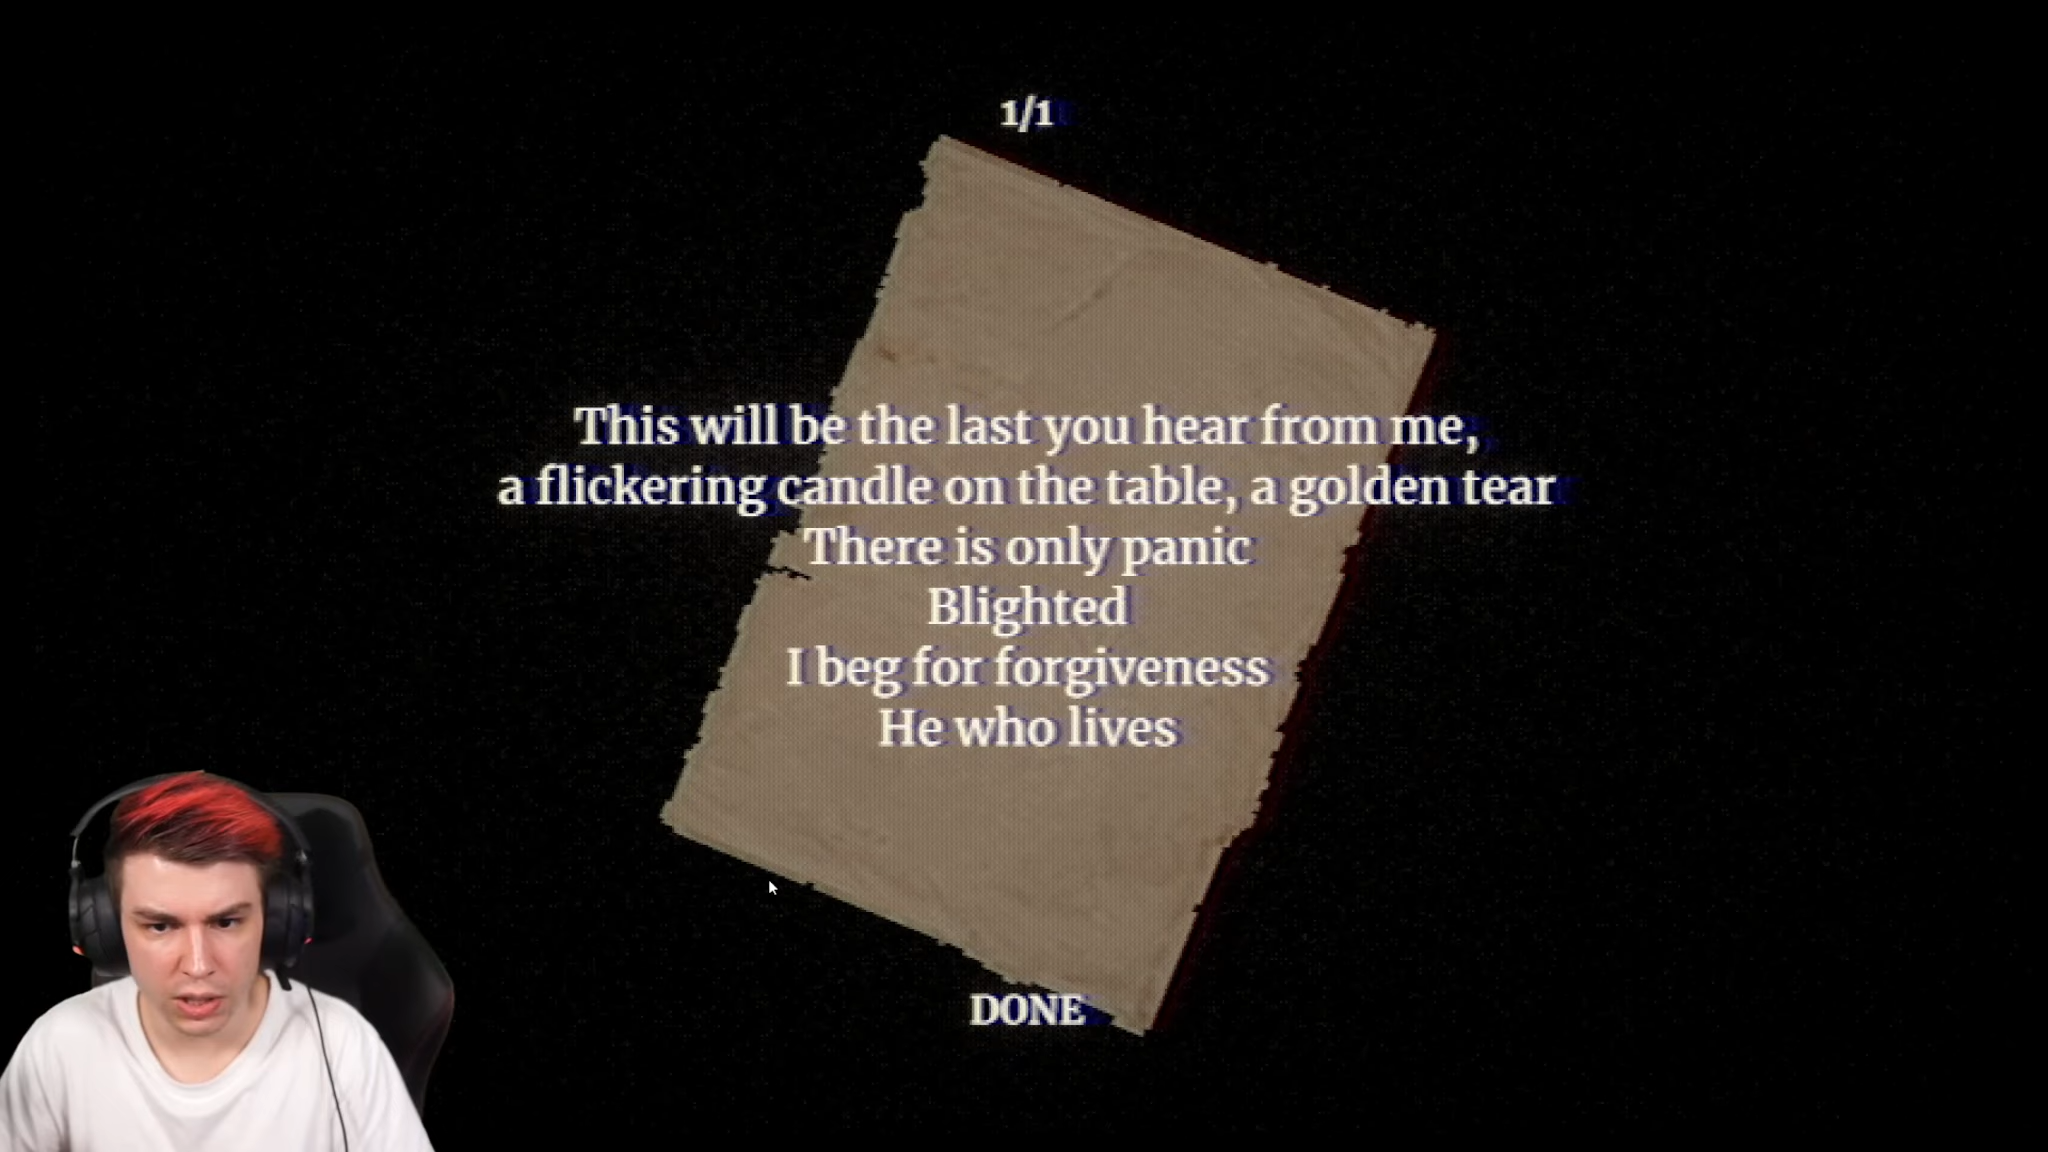 1/1
This will be the last you hear from me,
a flickering candle on the table, a golden tear
There is only panic
Blighted
I beg for forgiveness
He who lives
DONE